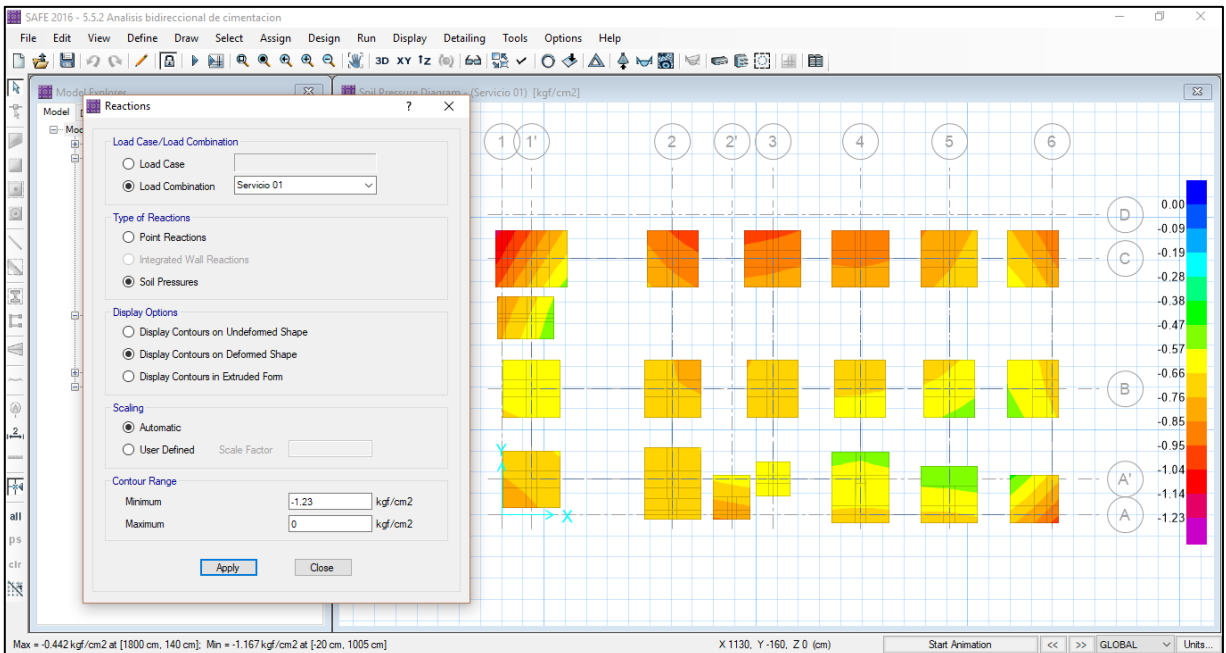 SAFE 2016 - 5.5.2 Analisis bidireccional de cimentacion
File Edit View Define Draw Select Assign Design Run Display Detailing Tools Options Help
3D XY 1Z
Model Explorer
Soil Pressure Diagram - (Servicio 01) [kgf/cm2]
Model
Reactions ?
Load Case/Load Combination
Load Case
Load Combination Servicio 01
Type of Reactions
Point Reactions
Integrated Wall Reactions
Soil Pressures
Display Options
Display Contours on Undeformed Shape
Display Contours on Deformed Shape
Display Contours in Extruded Form
Scaling
Automatic
User Defined Scale Factor
Contour Range
Minimum -1.23 kgf/cm2
Maximum 0 kgf/cm2
Apply Close
all
ps
clr
1 1' 2 2' 3 4 5 6
D
C
B
A'
A
Y
X
0.00
-0.09
-0.19
-0.28
-0.38
-0.47
-0.57
-0.66
-0.76
-0.85
-0.95
-1.04
-1.14
-1.23
Max = -0.442 kgf/cm2 at [1800 cm, 140 cm]; Min = -1.167 kgf/cm2 at [-20 cm, 1005 cm] X 1130, Y -160, Z 0 (cm) Start Animation << >> GLOBAL Units...